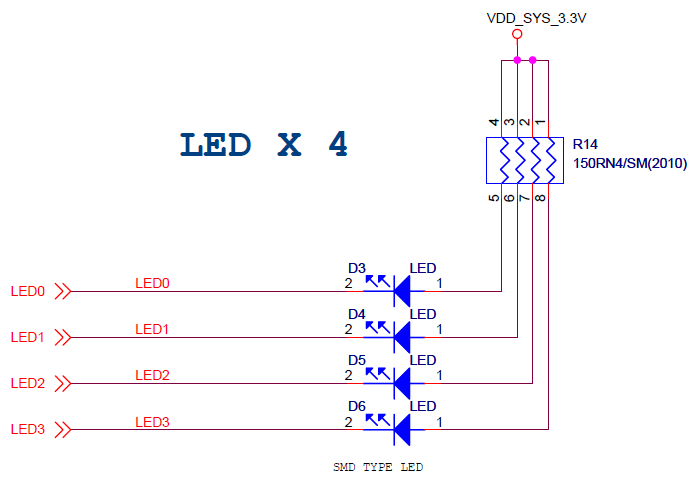 VDD_SYS_3.3V
4 3 2 1
LED X 4
R14
150RN4/SM(2010)
5 6 7 8
D3 LED
LED0 LED0 2 1
D4 LED
LED1 LED1 2 1
D5 LED
LED2 LED2 2 1
D6 LED
LED3 LED3 2 1
SMD TYPE LED